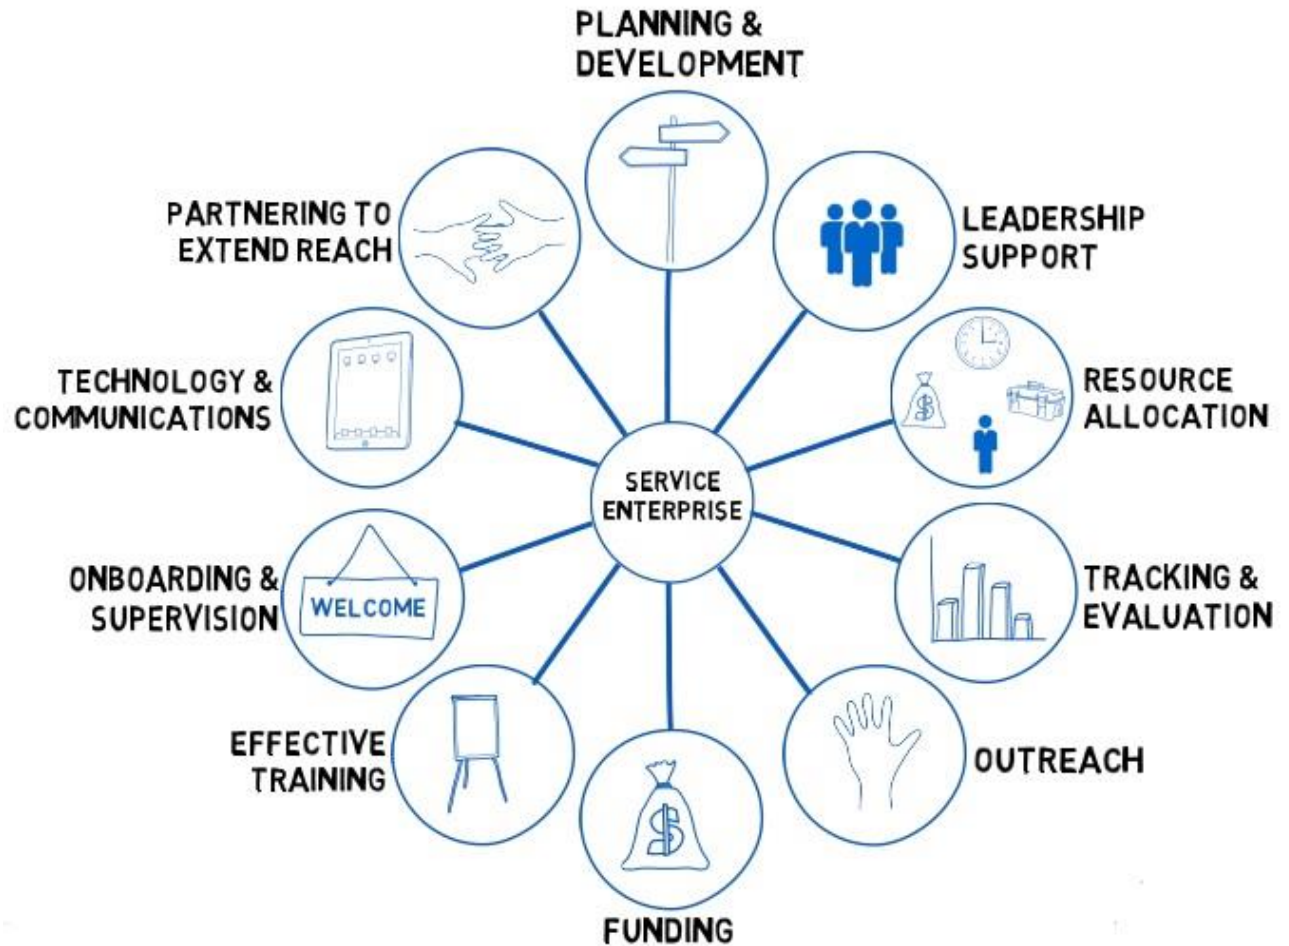 PLANNING &
DEVELOPMENT
LEADERSHIP
SUPPORT
RESOURCE
ALLOCATION
TRACKING &
EVALUATION
OUTREACH
FUNDING
EFFECTIVE
TRAINING
ONBOARDING &
SUPERVISION
WELCOME
TECHNOLOGY &
COMMUNICATIONS
PARTNERING TO
EXTEND REACH
SERVICE
ENTERPRISE
$
$